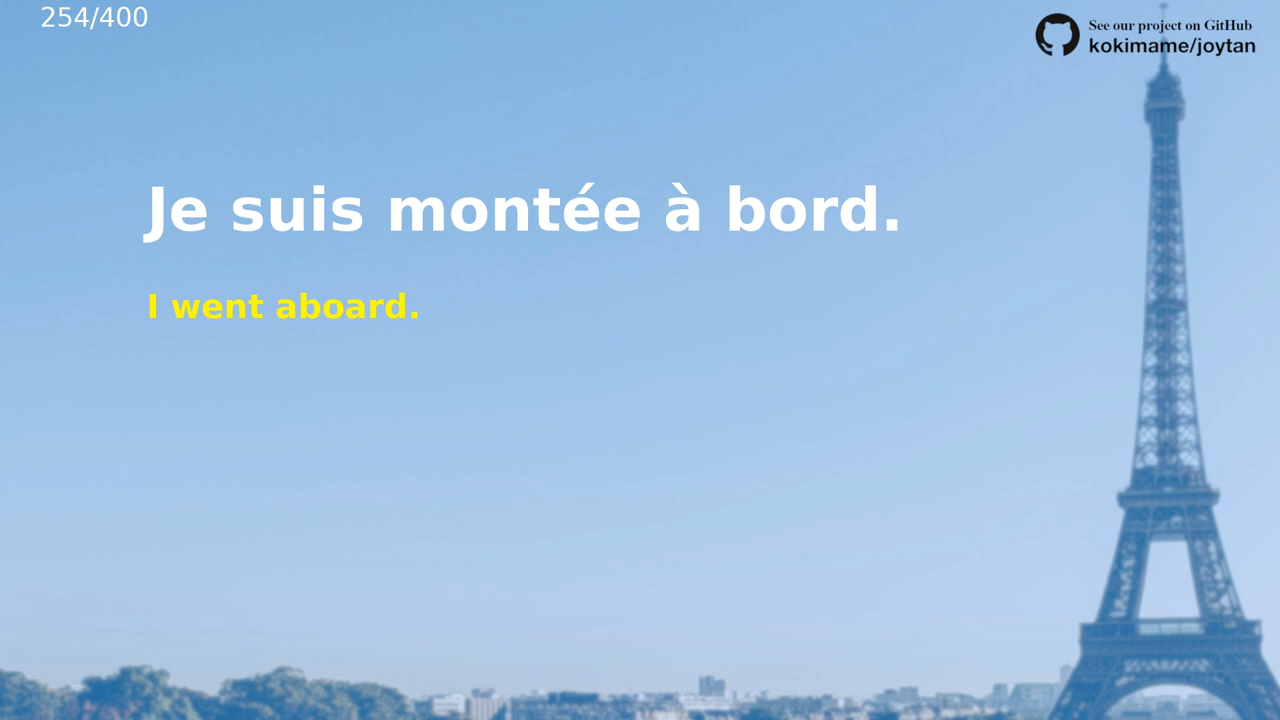 254/400
See our project on GitHub
kokimame/joytan
Je suis montée à bord.
I went aboard.